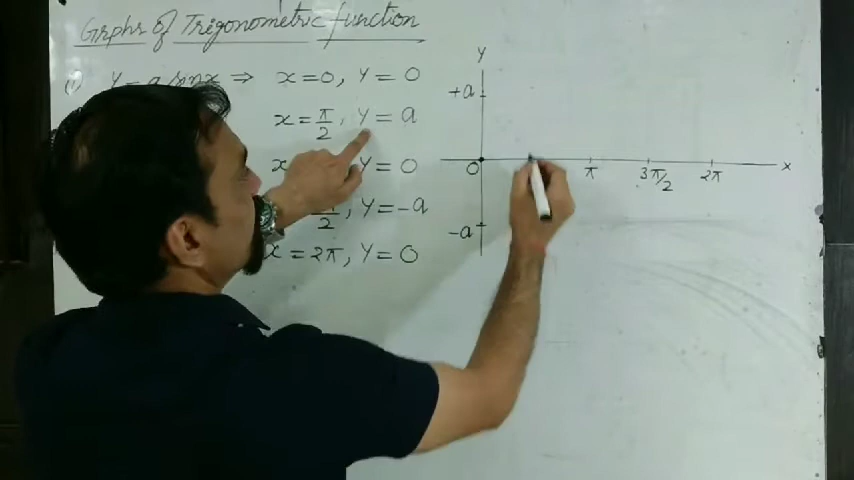 Grphs of Trigonometric function
(i) Y = a sinx ⇒ x=0, Y = 0
x = π/2, Y = a
x Y = 0
/2, Y = -a
x = 2π, Y = 0
Y
+a
0 π 3π/2 2π x
-a